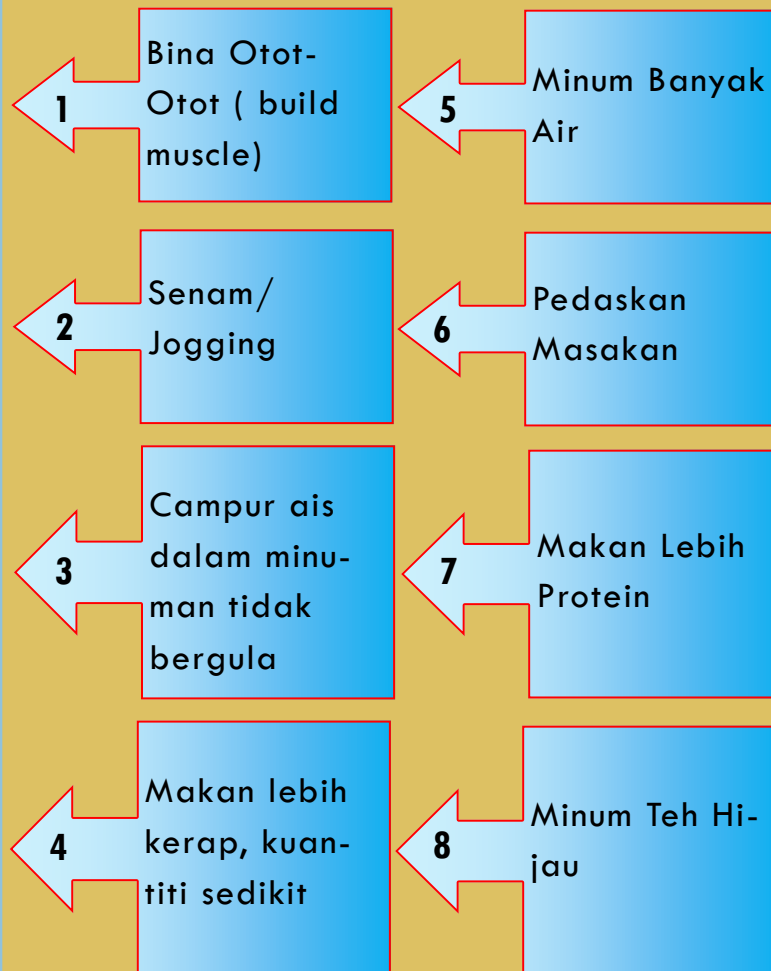 1
Bina Otot-
Otot ( build
muscle)
2
Senam/
Jogging
3
Campur ais
dalam minu-
man tidak
bergula
4
Makan lebih
kerap, kuan-
titi sedikit
5
Minum Banyak
Air
6
Pedaskan
Masakan
7
Makan Lebih
Protein
8
Minum Teh Hi-
jau